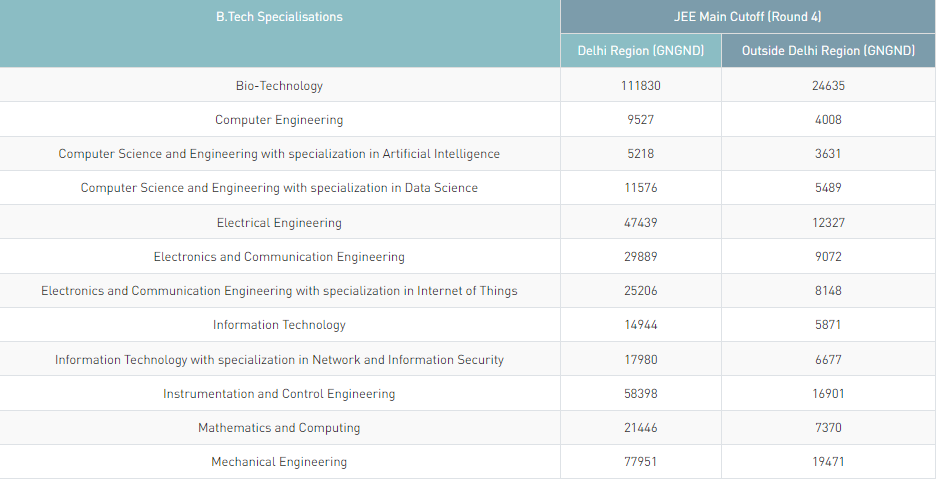 B.Tech Specialisations JEE Main Cutoff (Round 4)
Delhi Region (GNGND) Outside Delhi Region (GNGND)
Bio-Technology 111830 24635
Computer Engineering 9527 4008
Computer Science and Engineering with specialization in Artificial Intelligence 5218 3631
Computer Science and Engineering with specialization in Data Science 11576 5489
Electrical Engineering 47439 12327
Electronics and Communication Engineering 29889 9072
Electronics and Communication Engineering with specialization in Internet of Things 25206 8148
Information Technology 14944 5871
Information Technology with specialization in Network and Information Security 17980 6677
Instrumentation and Control Engineering 58398 16901
Mathematics and Computing 21446 7370
Mechanical Engineering 77951 19471